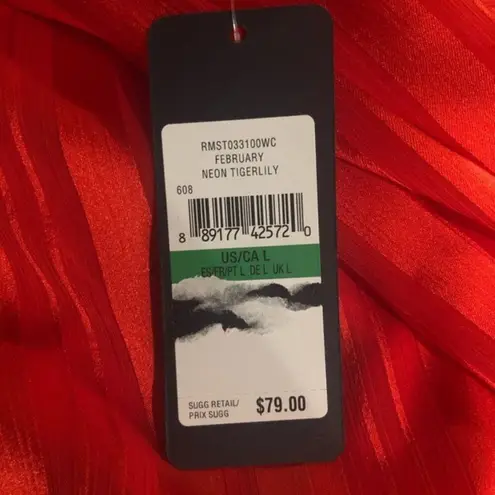 RMST033100WC
FEBRUARY
NEON TIGERLILY
608
8 89177 42572 0
US/CA L
ES/FR/PT L DE L UK L
SUGG RETAIL/
PRIX SUGG
$79.00